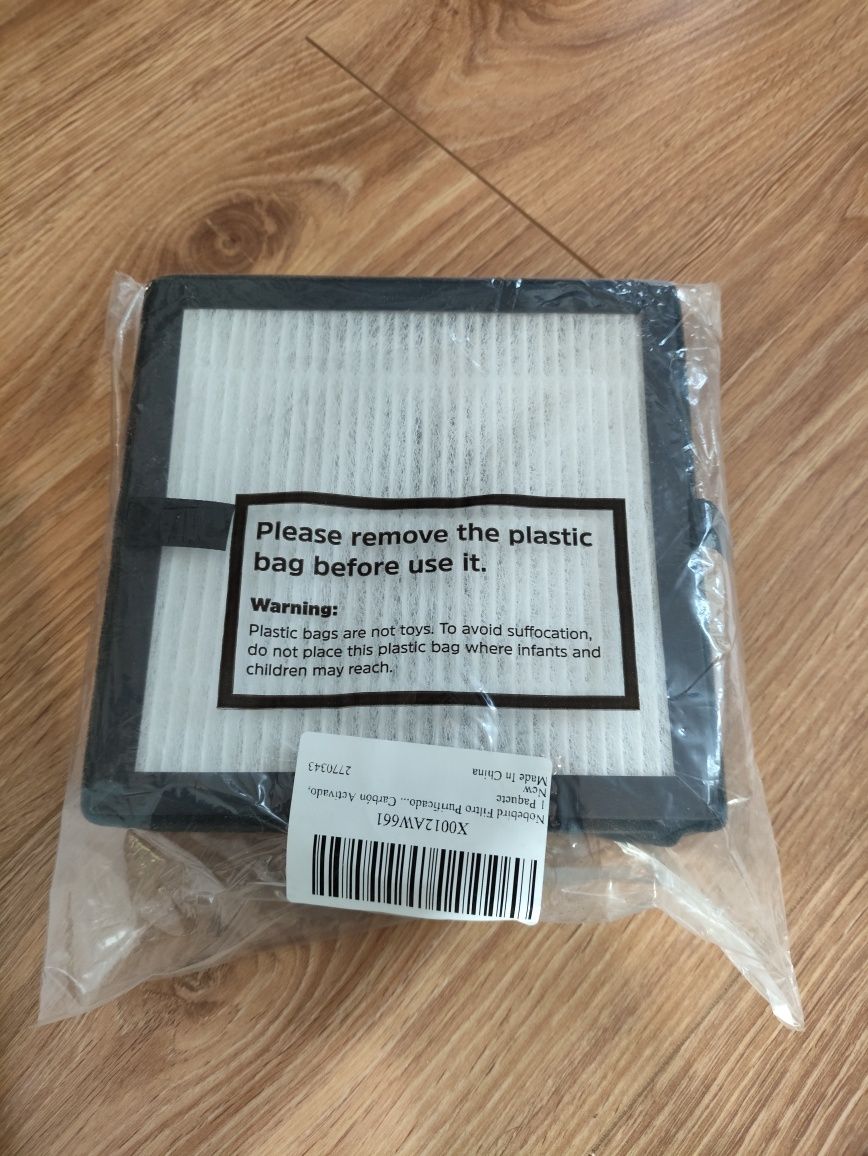 Please remove the plastic
bag before use it.
Warning:
Plastic bags are not toys. To avoid suffocation,
do not place this plastic bag where infants and
children may reach.
X0012AW661
Nobebird Filtro Purificado... Carbón Activado,
1 Paquete
New
Made In China 2770343